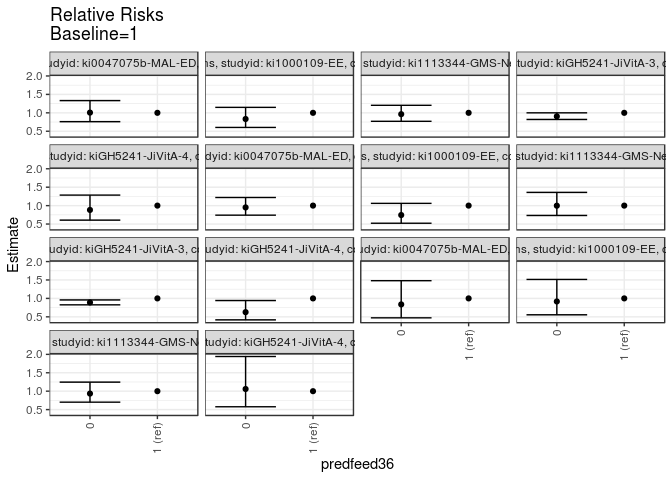 Relative Risks
Baseline=1
studyid: ki0047075b-MAL-ED, studyid: ki1000109-EE, studyid: ki1113344-GMS-Ne studyid: kiGH5241-JiVitA-3,
2.0
1.5
1.0
0.5
studyid: kiGH5241-JiVitA-4, studyid: ki0047075b-MAL-ED, studyid: ki1000109-EE, studyid: ki1113344-GMS-Ne
2.0
1.5
1.0
0.5
studyid: kiGH5241-JiVitA-3, studyid: kiGH5241-JiVitA-4, studyid: ki0047075b-MAL-ED, studyid: ki1000109-EE,
2.0
1.5
1.0
0.5
0 1 (ref) 0 1 (ref)
studyid: ki1113344-GMS-Ne studyid: kiGH5241-JiVitA-4,
2.0
1.5
1.0
0.5
0 1 (ref) 0 1 (ref)
Estimate
predfeed36